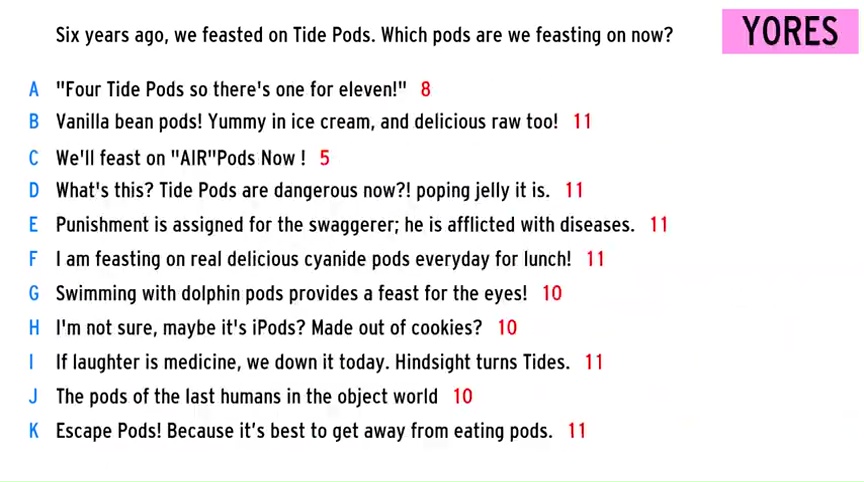 Six years ago, we feasted on Tide Pods. Which pods are we feasting on now?
YORES
A "Four Tide Pods so there's one for eleven!" 8
B Vanilla bean pods! Yummy in ice cream, and delicious raw too! 11
C We'll feast on "AIR"Pods Now ! 5
D What's this? Tide Pods are dangerous now?! poping jelly it is. 11
E Punishment is assigned for the swaggerer; he is afflicted with diseases. 11
F I am feasting on real delicious cyanide pods everyday for lunch! 11
G Swimming with dolphin pods provides a feast for the eyes! 10
H I'm not sure, maybe it's iPods? Made out of cookies? 10
I If laughter is medicine, we down it today. Hindsight turns Tides. 11
J The pods of the last humans in the object world 10
K Escape Pods! Because it's best to get away from eating pods. 11